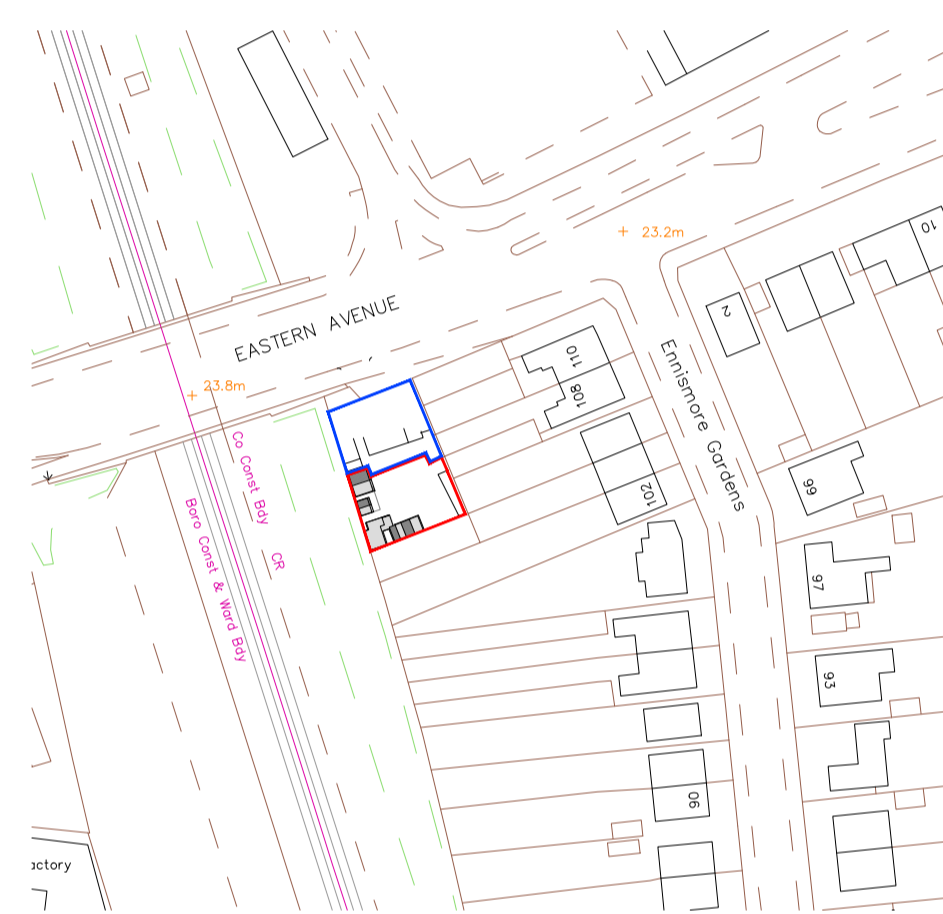 EASTERN AVENUE
23.2m
23.8m
Ennismore Gardens
10
2
110
108
102
99
97
93
90
Co Const Bdy
CR
Boro Const & Ward Bdy
actory